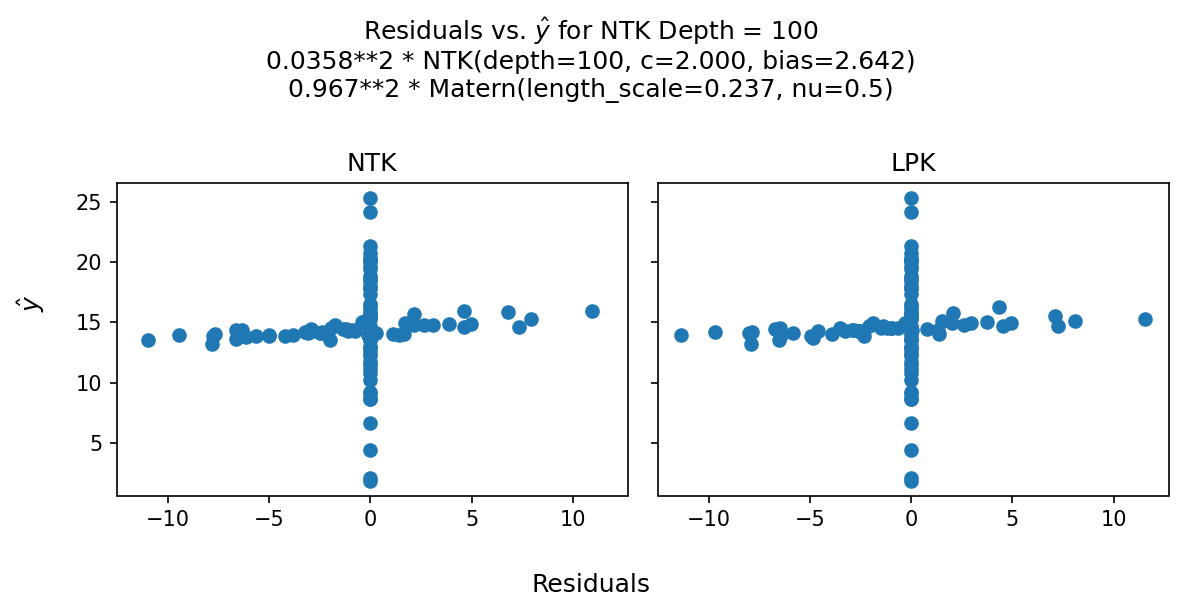 Residuals vs. ŷ for NTK Depth = 100
0.0358**2 * NTK(depth=100, c=2.000, bias=2.642)
0.967**2 * Matern(length_scale=0.237, nu=0.5)
NTK
LPK
25
20
15
10
5
ŷ
−10 −5 0 5 10
−10 −5 0 5 10
Residuals